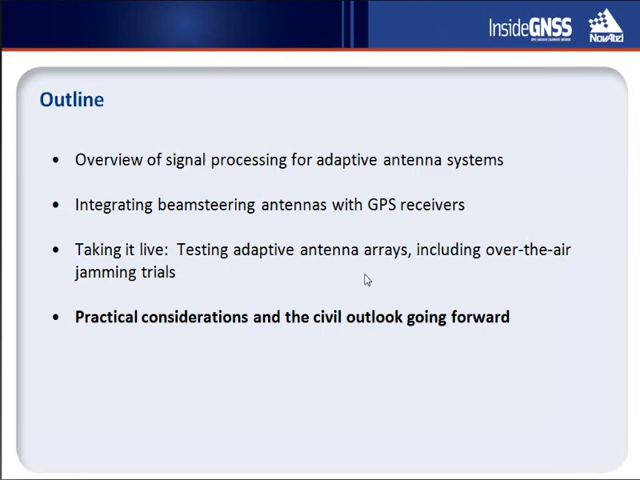 InsideGNSS
NovAtel
Outline
• Overview of signal processing for adaptive antenna systems
• Integrating beamsteering antennas with GPS receivers
• Taking it live: Testing adaptive antenna arrays, including over-the-air
jamming trials
• Practical considerations and the civil outlook going forward